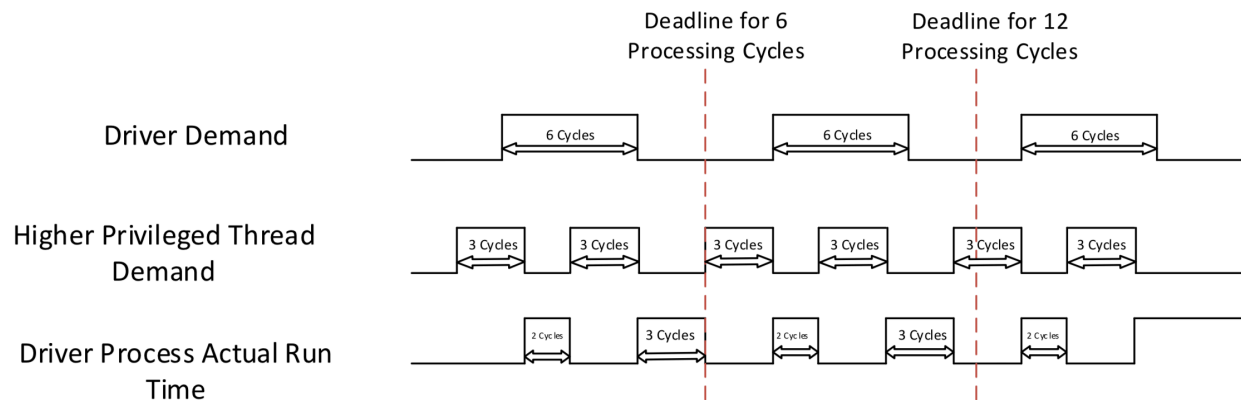 Deadline for 6
Processing Cycles
Deadline for 12
Processing Cycles
Driver Demand
6 Cycles
6 Cycles
6 Cycles
Higher Privileged Thread
Demand
3 Cycles
3 Cycles
3 Cycles
3 Cycles
3 Cycles
3 Cycles
Driver Process Actual Run
Time
2 Cycles
3 Cycles
2 Cycles
3 Cycles
2 Cycles